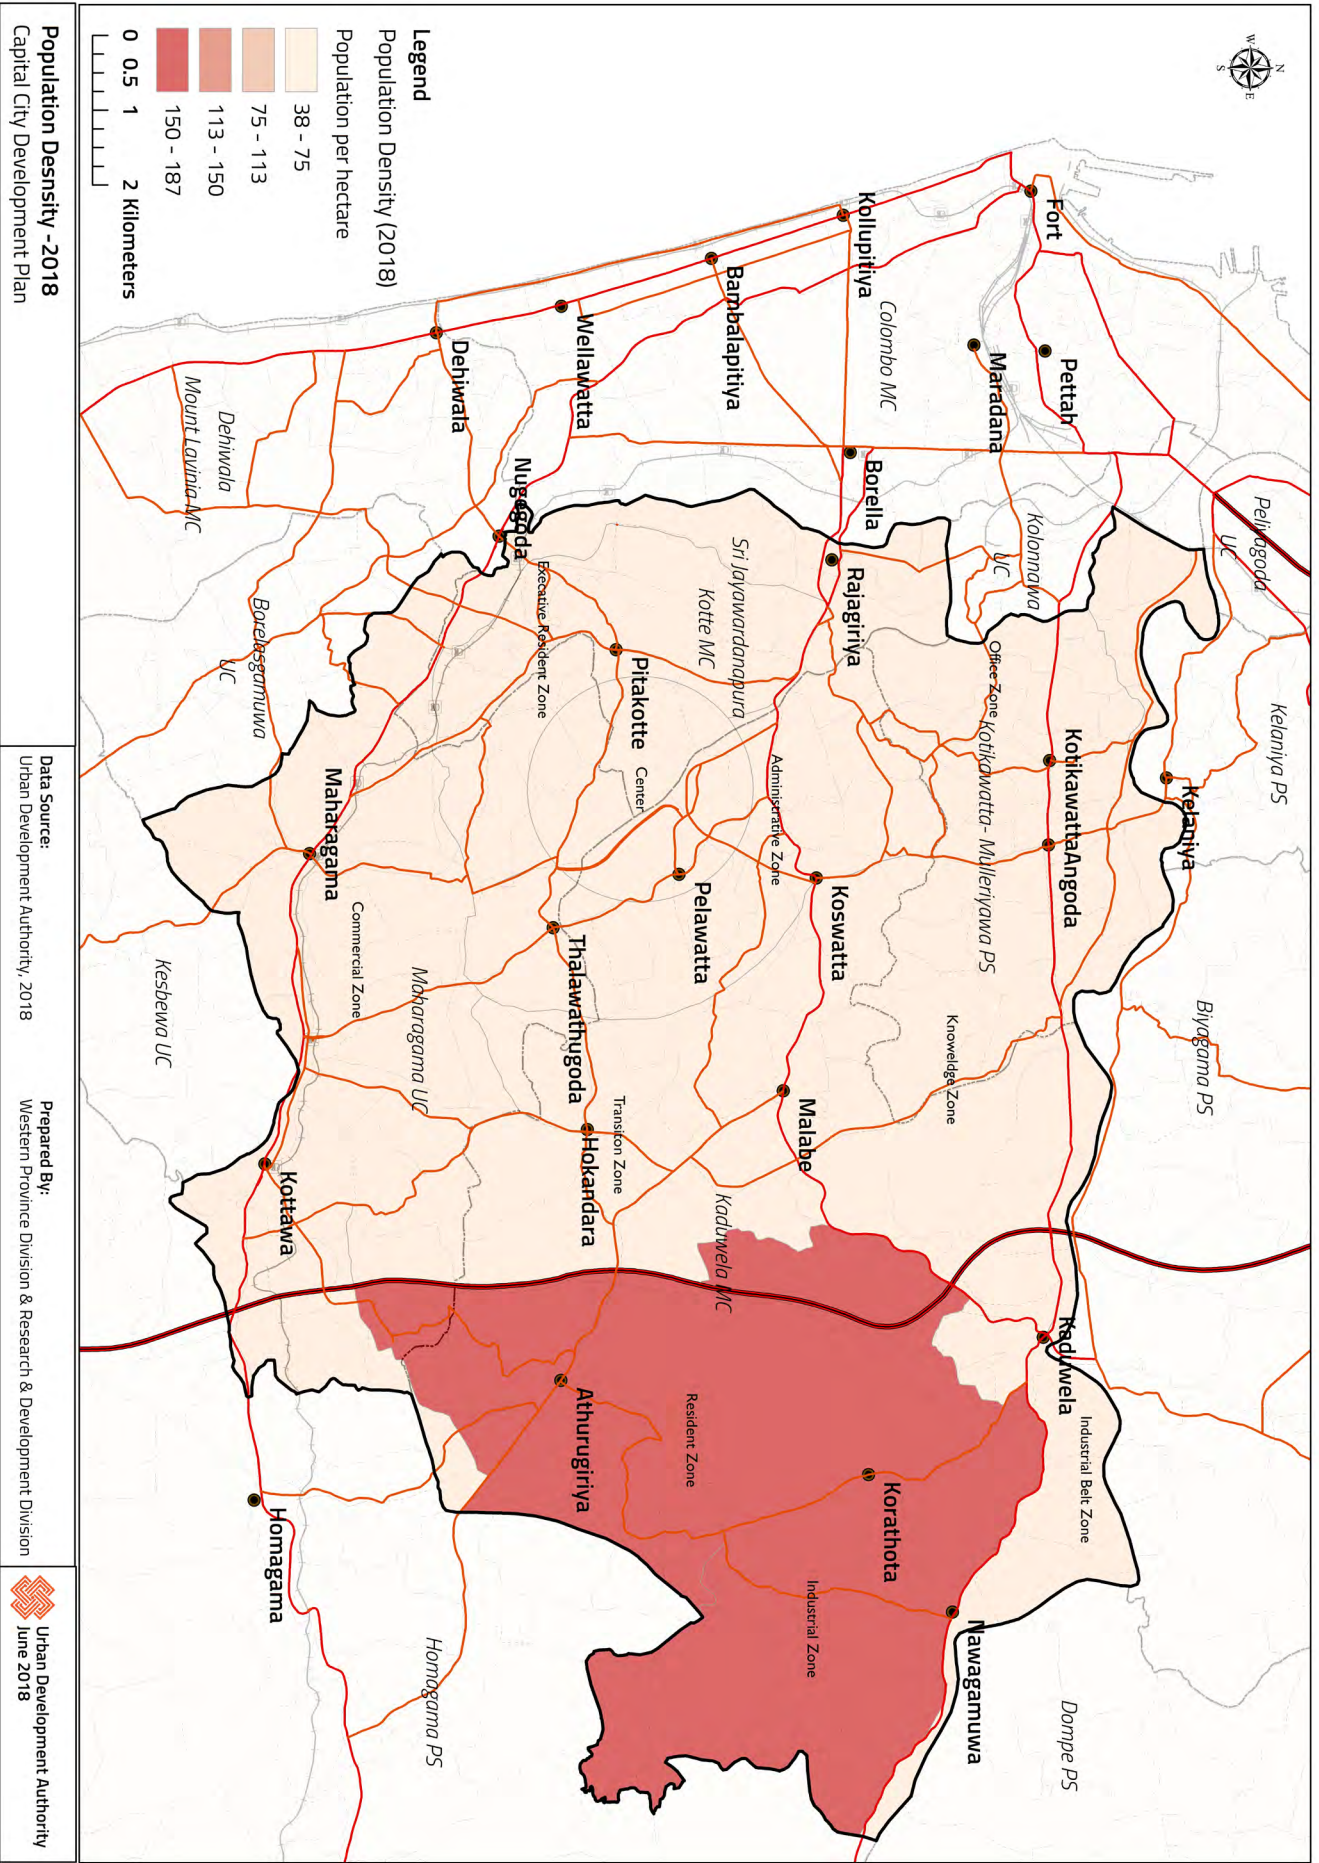 N
W
E
S
Fort
Pettah
Maradana
Kollupitiya
Colombo MC
Bambalapitiya
Wellawatta
Dehiwala
Borella
Nugegoda
Dehiwala
Mount Lavinia MC
Peliyagoda
UC
Kolonnawa
UC
Kelaniya PS
Kelaniya
Rajagiriya
Sri Jayawardanapura
Kotte MC
Executive Resident Zone
Office Zone
Kotikawatta- Mulleriyawa PS
Kotikawatta
Angoda
Borelasgamuwa
UC
Pitakotte
Center
Administrative Zone
Pelawatta
Koswatta
Maharagama
Commercial Zone
Maharagama UC
Kesbewa UC
Thalawathugoda
Knoweldge Zone
Biyagama PS
Malabe
Transiton Zone
Hokandara
Kaduwela MC
Kottawa
Kaduwela
Industrial Belt Zone
Athurugiriya
Resident Zone
Korathota
Industrial Zone
Nawagamuwa
Homagama
Homagama PS
Dompe PS
Legend
Population Density (2018)
Population per hectare
38 - 75
75 - 113
113 - 150
150 - 187
0 0.5 1 2 Kilometers
Population Desnsity -2018
Capital City Development Plan
Data Source:
Urban Development Authority, 2018
Prepared By:
Western Province Division & Research & Development Division
Urban Development Authority
June 2018